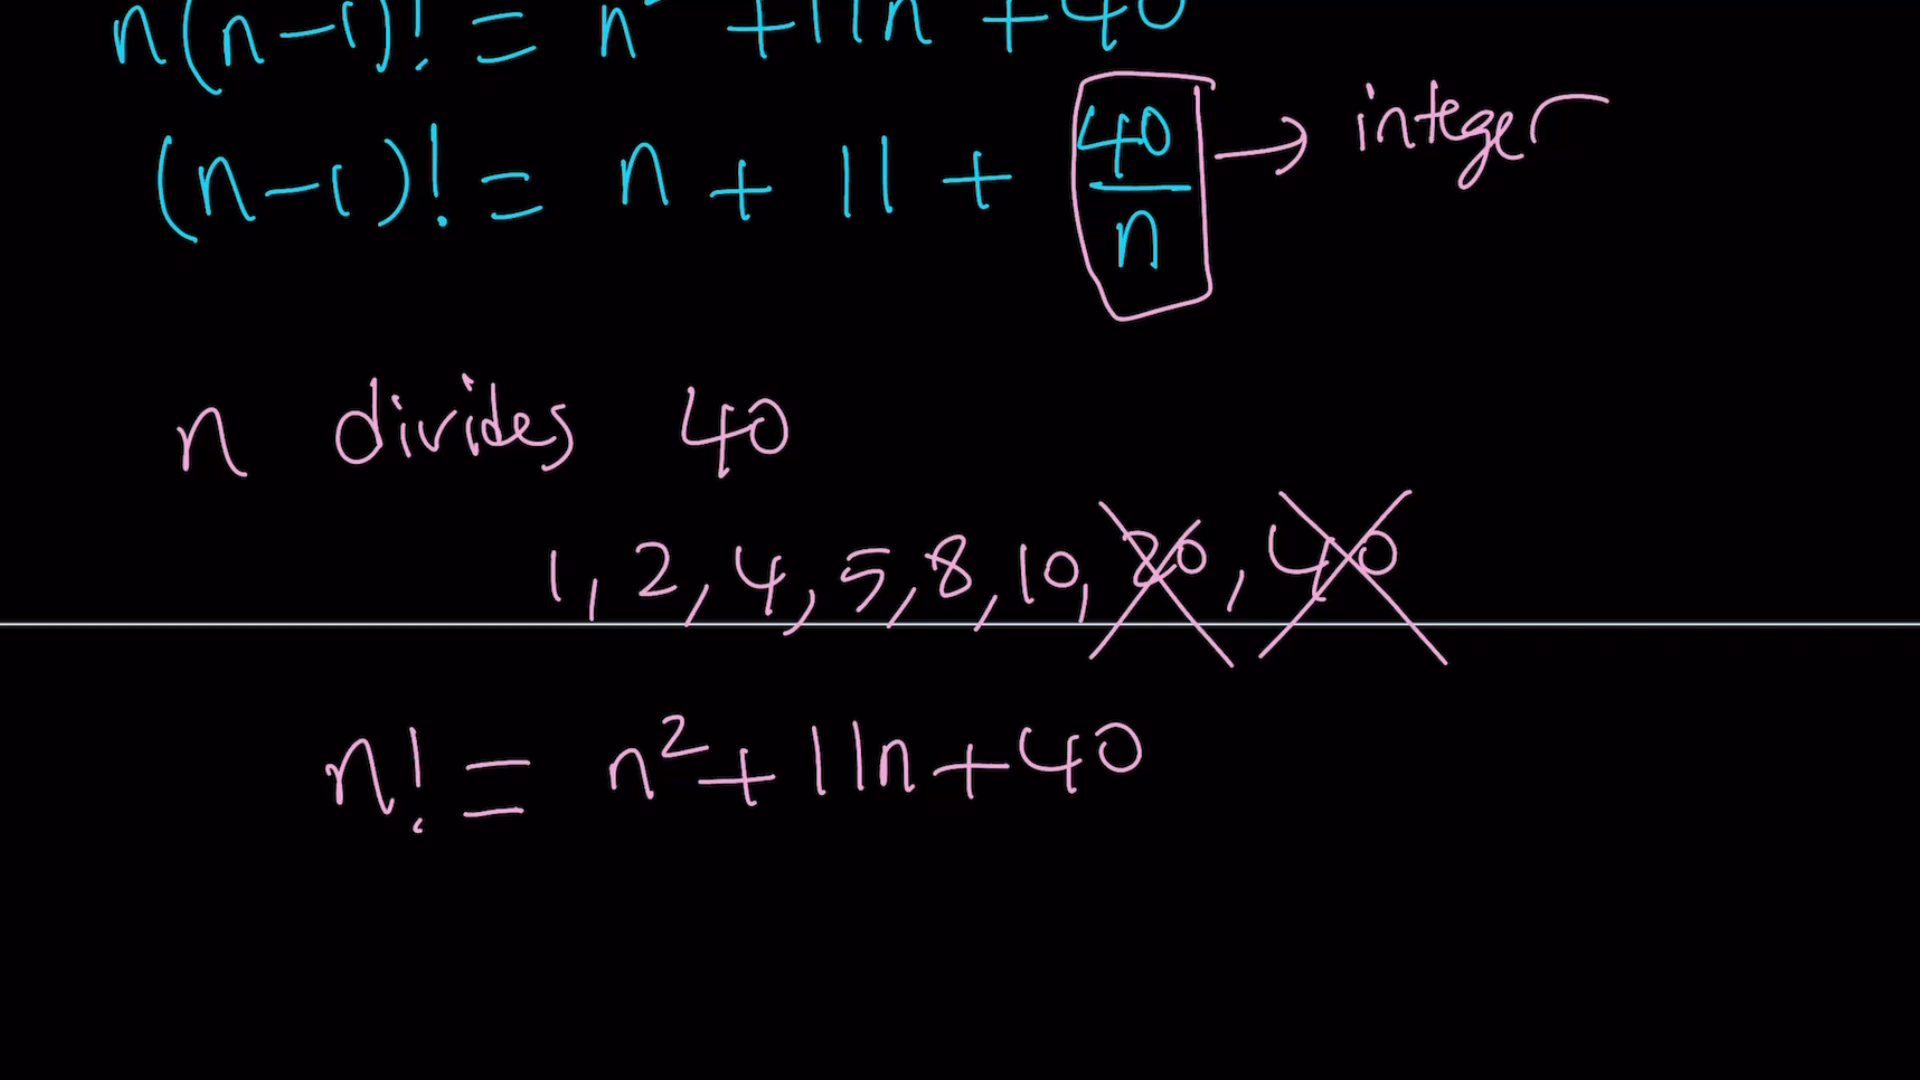 n(n-1)! = n² + 11n + 40
(n-1)! = n + 11 + 40/n → integer
n divides 40
1, 2, 4, 5, 8, 10, 20, 40
n! = n² + 11n + 40